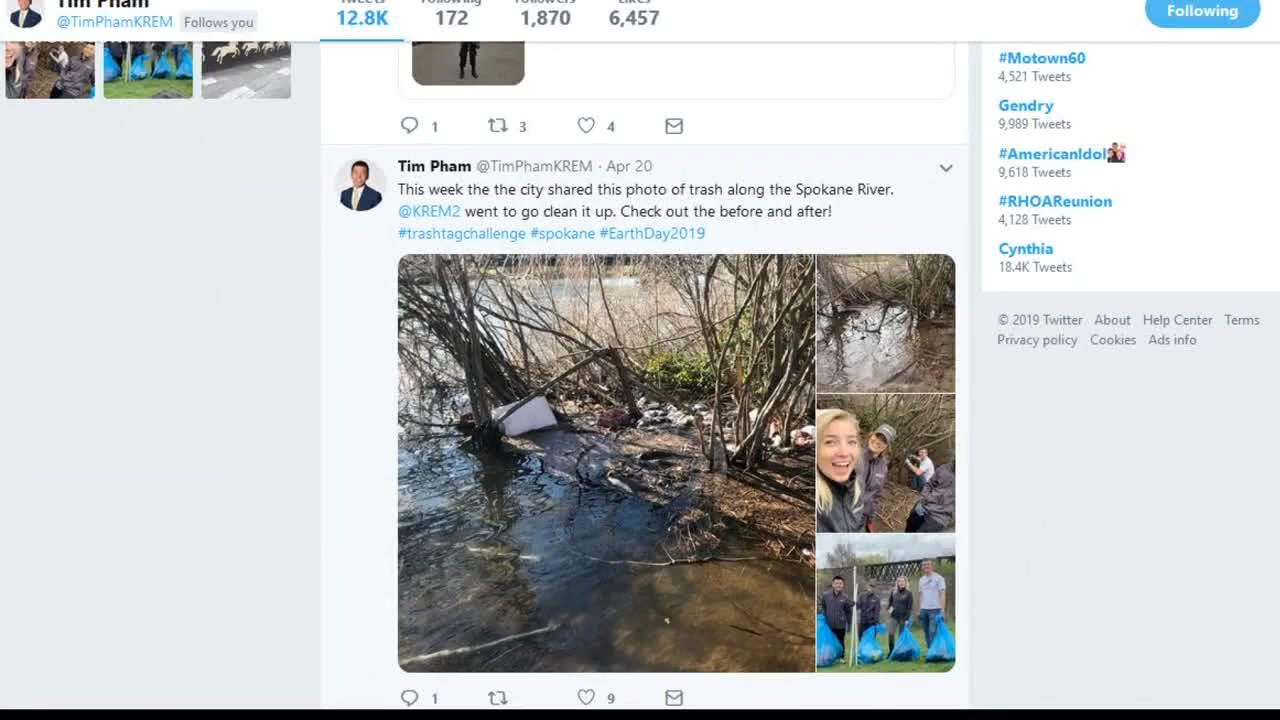 Tim Pham
@TimPhamKREM Follows you
Tweets Following Followers Likes
12.8K 172 1,870 6,457
Following
1 3 4
Tim Pham @TimPhamKREM · Apr 20
This week the the city shared this photo of trash along the Spokane River.
@KREM2 went to go clean it up. Check out the before and after!
#trashtagchallenge #spokane #EarthDay2019
1 9
#Motown60
4,521 Tweets
Gendry
9,989 Tweets
#AmericanIdol
9,618 Tweets
#RHOAReunion
4,128 Tweets
Cynthia
18.4K Tweets
© 2019 Twitter About Help Center Terms
Privacy policy Cookies Ads info